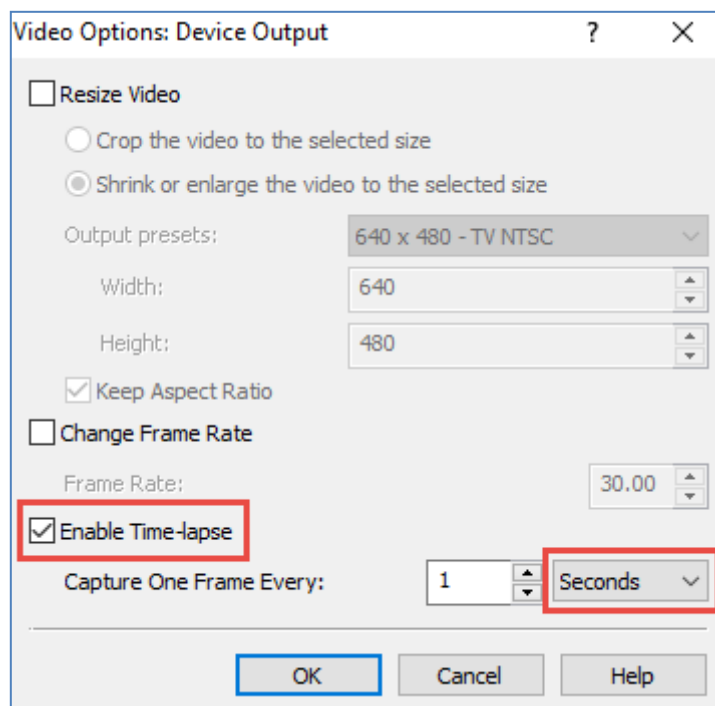 Video Options: Device Output ?
Resize Video
Crop the video to the selected size
Shrink or enlarge the video to the selected size
Output presets: 640 x 480 - TV NTSC
Width: 640
Height: 480
Keep Aspect Ratio
Change Frame Rate
Frame Rate: 30.00
Enable Time-lapse
Capture One Frame Every: 1 Seconds
OK Cancel Help